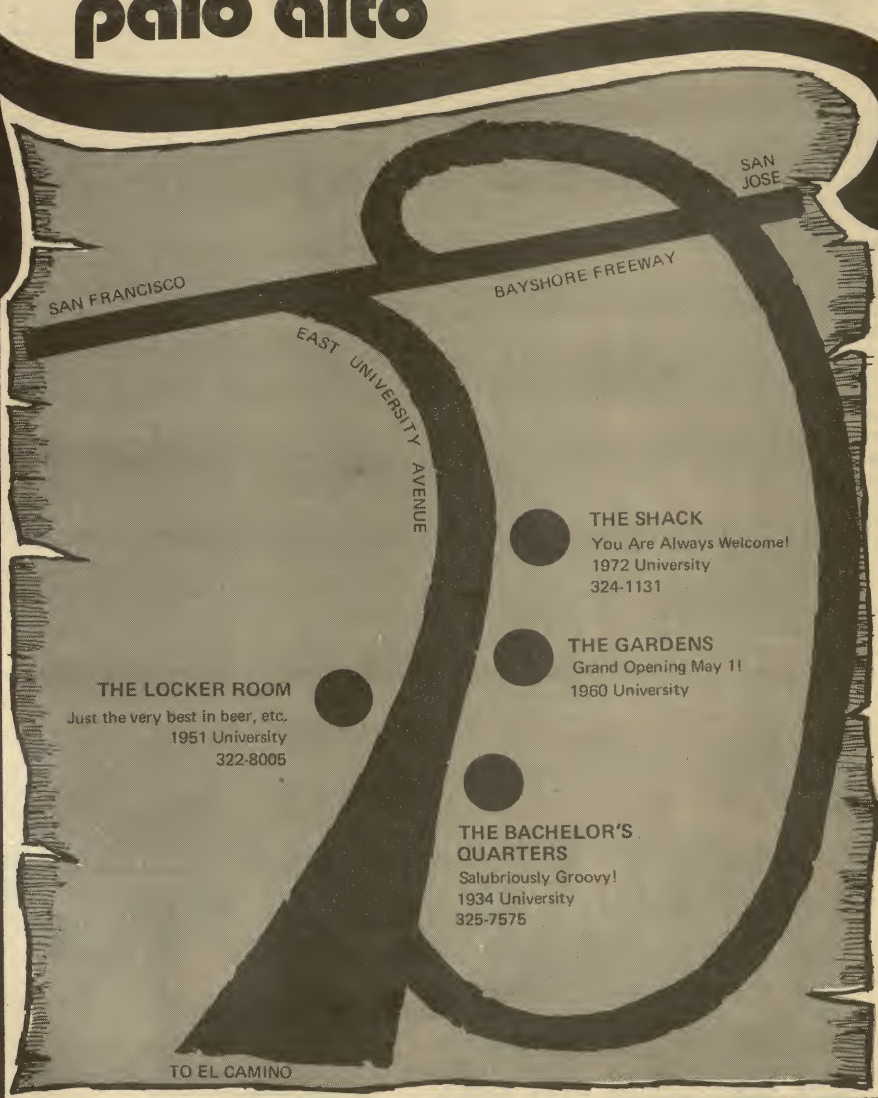 palo alto
SAN
JOSE
SAN FRANCISCO
BAYSHORE FREEWAY
EAST UNIVERSITY AVENUE
THE SHACK
You Are Always Welcome!
1972 University
324-1131
THE GARDENS
Grand Opening May 1!
1960 University
THE LOCKER ROOM
Just the very best in beer, etc.
1951 University
322-8005
THE BACHELOR'S
QUARTERS
Salubriously Groovy!
1934 University
325-7575
TO EL CAMINO